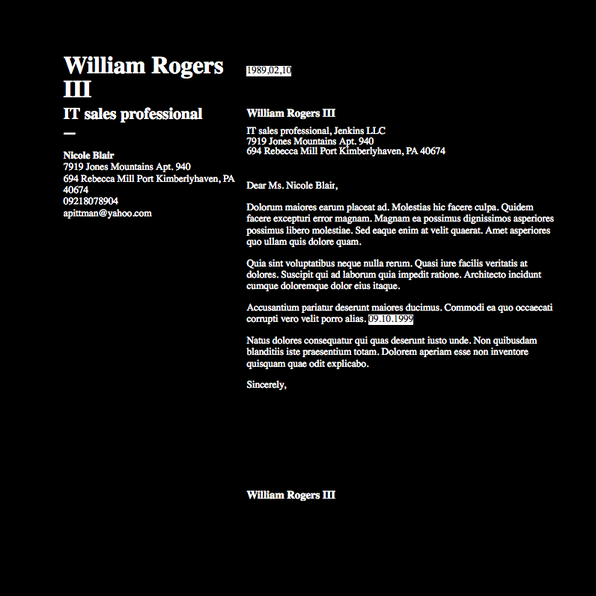 William Rogers
III
IT sales professional
–
Nicole Blair
7919 Jones Mountains Apt. 940
694 Rebecca Mill Port Kimberlyhaven, PA
40674
09218078904
apittman@yahoo.com
1989,02,10
William Rogers III
IT sales professional, Jenkins LLC
7919 Jones Mountains Apt. 940
694 Rebecca Mill Port Kimberlyhaven, PA 40674
Dear Ms. Nicole Blair,
Dolorum maiores earum placeat ad. Molestias hic facere culpa. Quidem
facere excepturi error magnam. Magnam ea possimus dignissimos asperiores
possimus libero molestiae. Sed eaque enim at velit quaerat. Amet asperiores
quo ullam quis dolore quam.
Quia sint voluptatibus neque nulla rerum. Quasi iure facilis veritatis at
dolores. Suscipit qui ad laborum quia impedit ratione. Architecto incidunt
cumque doloremque dolor eius itaque.
Accusantium pariatur deserunt maiores ducimus. Commodi ea quo occaecati
corrupti vero velit porro alias. 09.10.1999
Natus dolores consequatur qui quas deserunt iusto unde. Non quibusdam
blanditiis iste praesentium totam. Dolorem aperiam esse non inventore
quisquam quae odit explicabo.
Sincerely,
William Rogers III